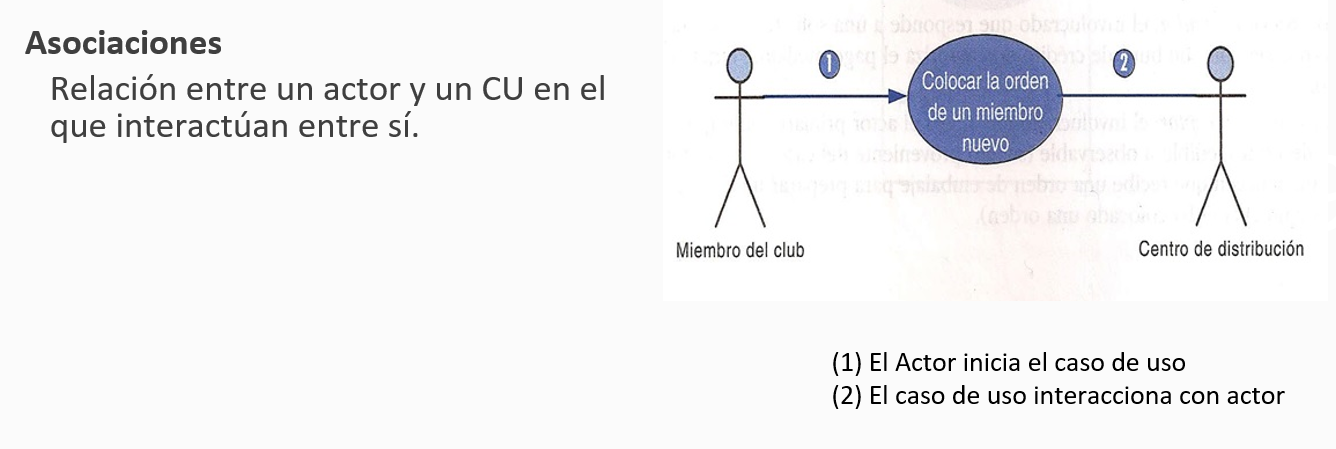 Asociaciones
Relación entre un actor y un CU en el
que interactúan entre sí.
1
2
Colocar la orden
de un miembro
nuevo
Miembro del club
Centro de distribución
(1) El Actor inicia el caso de uso
(2) El caso de uso interacciona con actor